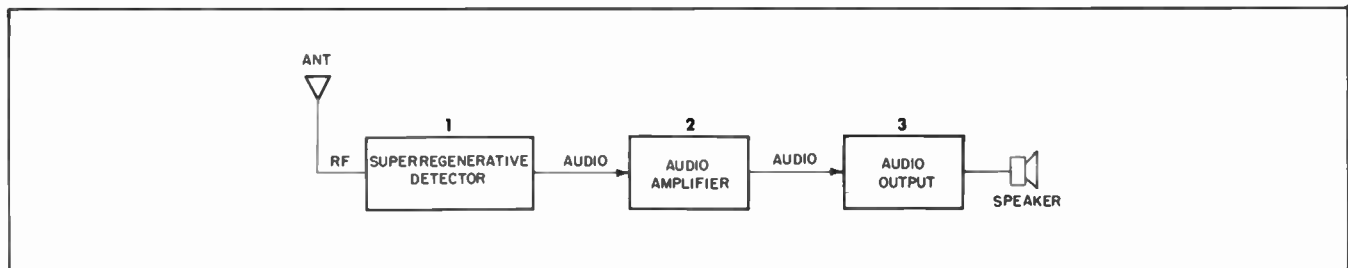 ANT
1
2
3
RF
SUPERREGENERATIVE
DETECTOR
AUDIO
AUDIO
AMPLIFIER
AUDIO
AUDIO
OUTPUT
SPEAKER